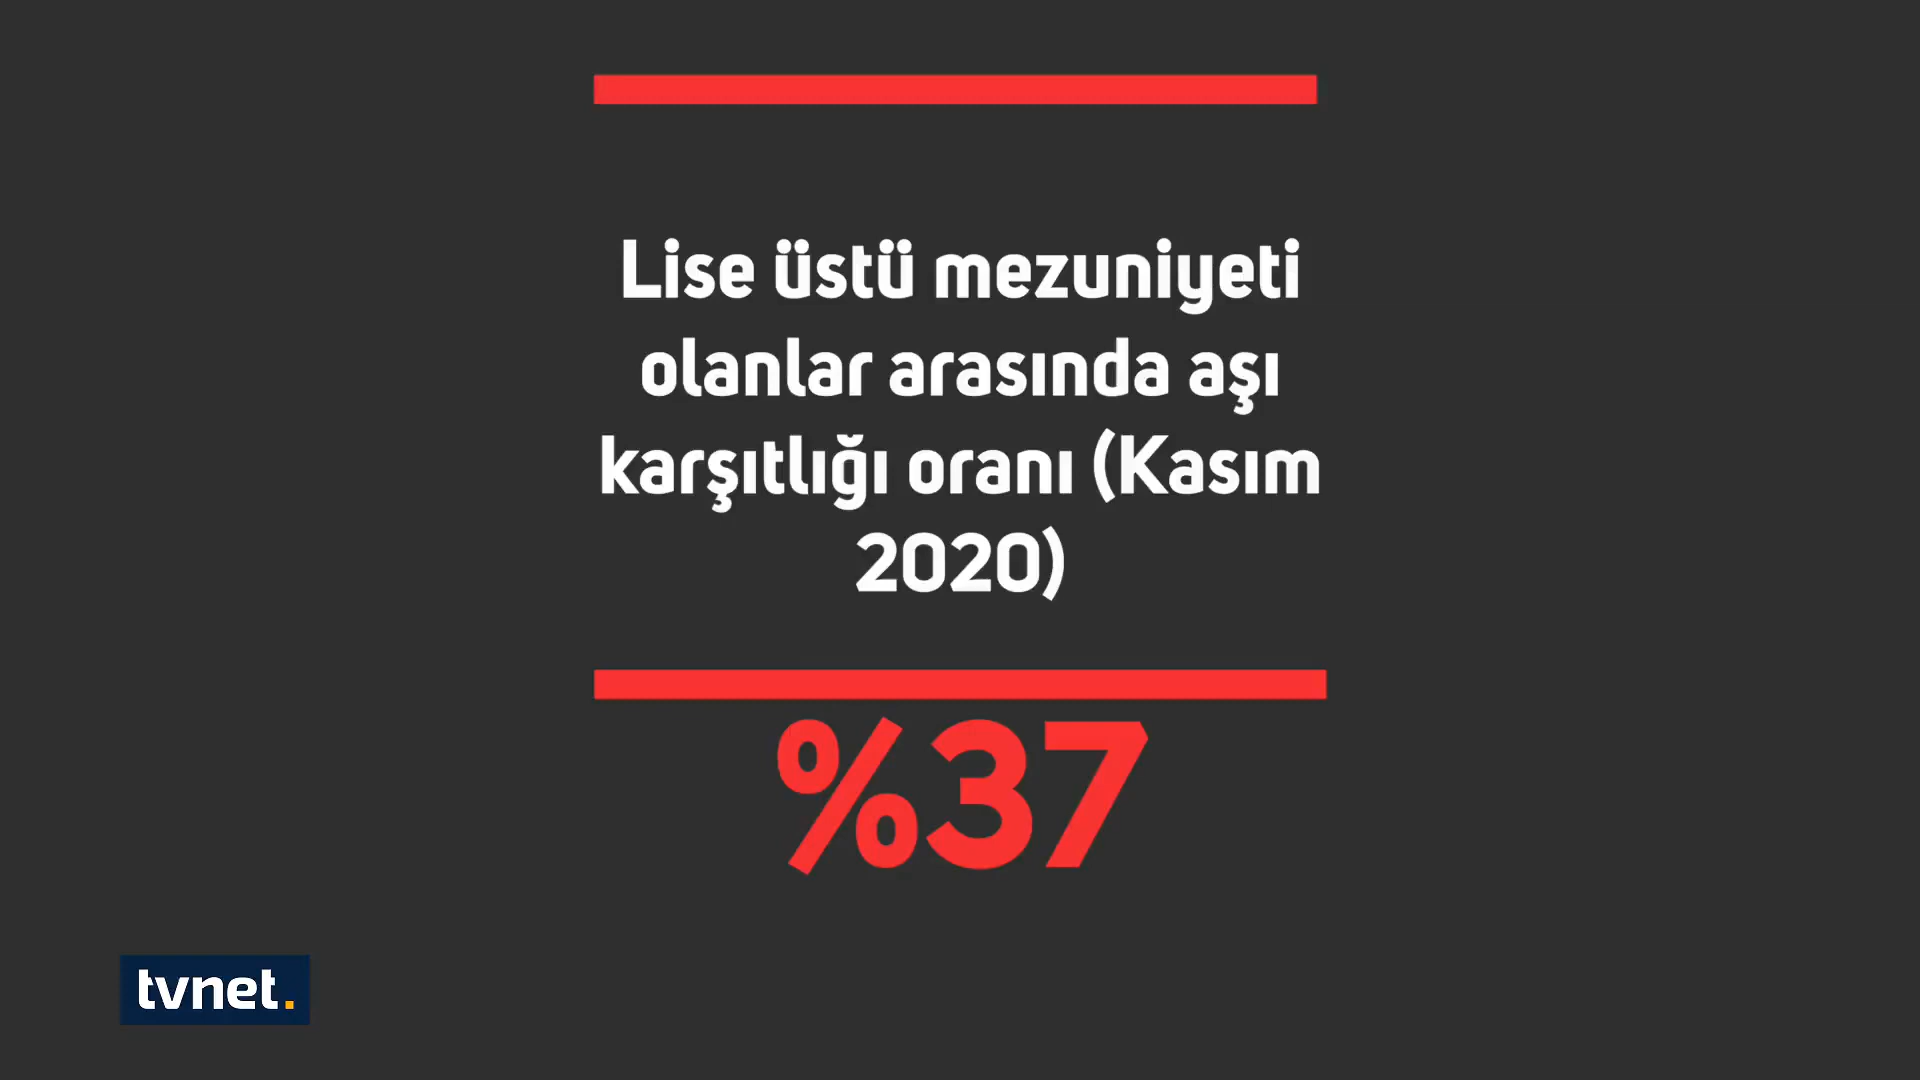 Lise üstü mezuniyeti
olanlar arasında aşı
karşıtlığı oranı (Kasım
2020)
%37
tvnet.